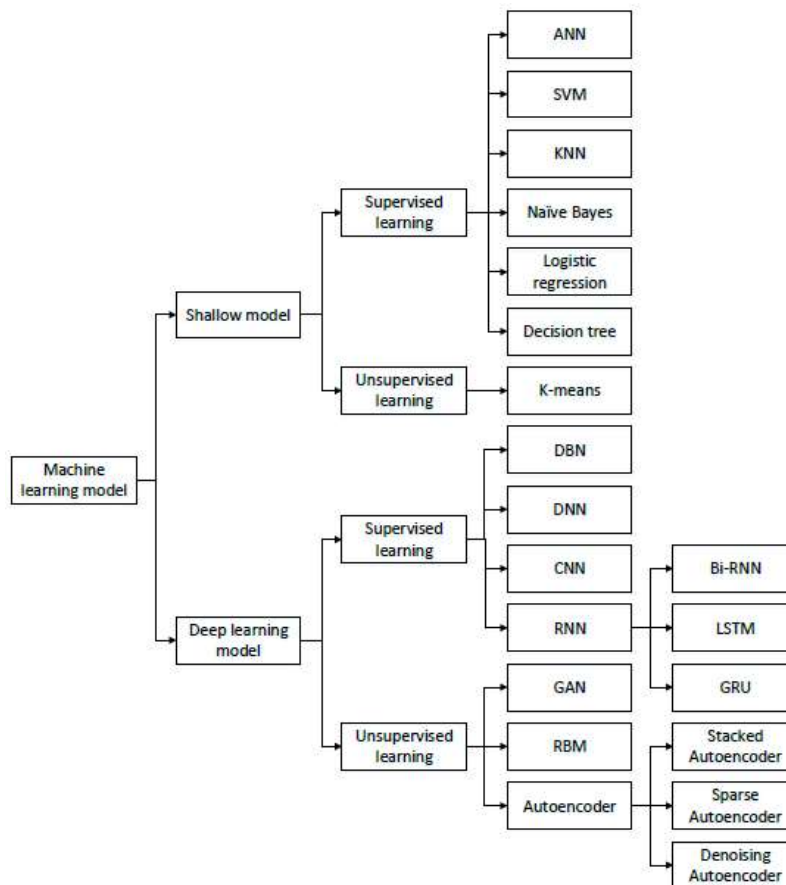 ANN
SVM
KNN
Supervised
learning
Naïve Bayes
Logistic
regression
Shallow model
Decision tree
Unsupervised
learning
K-means
Machine
learning model
DBN
DNN
Supervised
learning
CNN
Bi-RNN
Deep learning
model
RNN
LSTM
GAN
GRU
Unsupervised
learning
RBM
Stacked
Autoencoder
Autoencoder
Sparse
Autoencoder
Denoising
Autoencoder